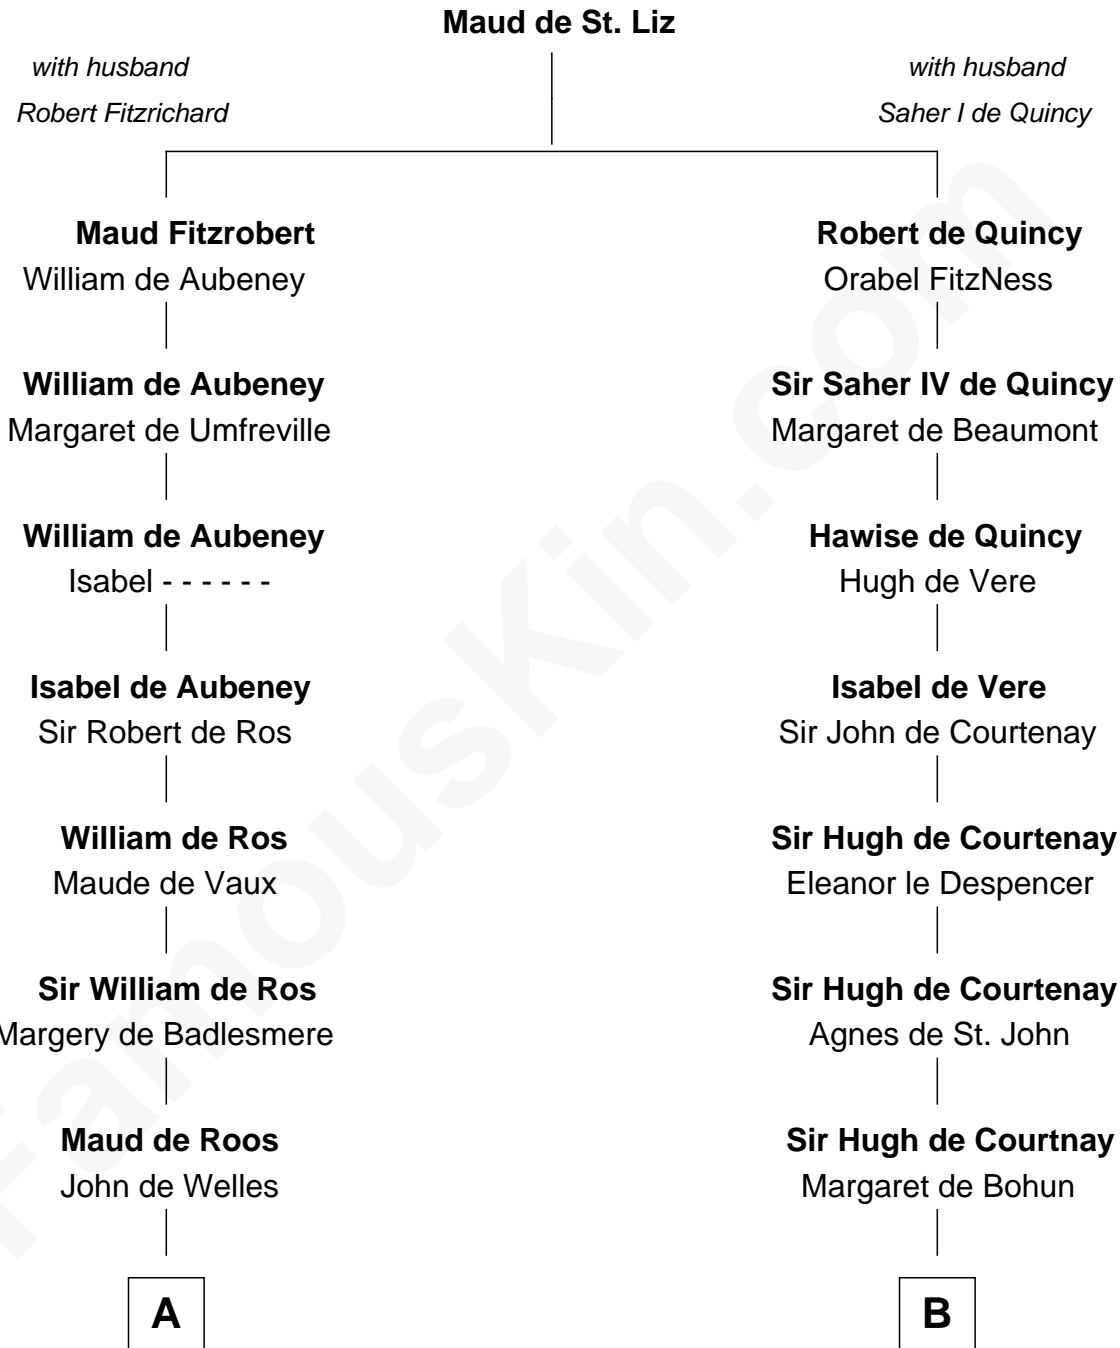 Maud de St. Liz
with husband
Robert Fitzrichard
with husband
Saher I de Quincy
Maud Fitzrobert
William de Aubeney
Robert de Quincy
Orabel FitzNess
William de Aubeney
Margaret de Umfreville
Sir Saher IV de Quincy
Margaret de Beaumont
William de Aubeney
Isabel - - - - - -
Hawise de Quincy
Hugh de Vere
Isabel de Aubeney
Sir Robert de Ros
Isabel de Vere
Sir John de Courtenay
William de Ros
Maude de Vaux
Sir Hugh de Courtenay
Eleanor le Despencer
Sir William de Ros
Margery de Badlesmere
Sir Hugh de Courtenay
Agnes de St. John
Maud de Roos
John de Welles
Sir Hugh de Courtnay
Margaret de Bohun
A
B
FamousKin.com